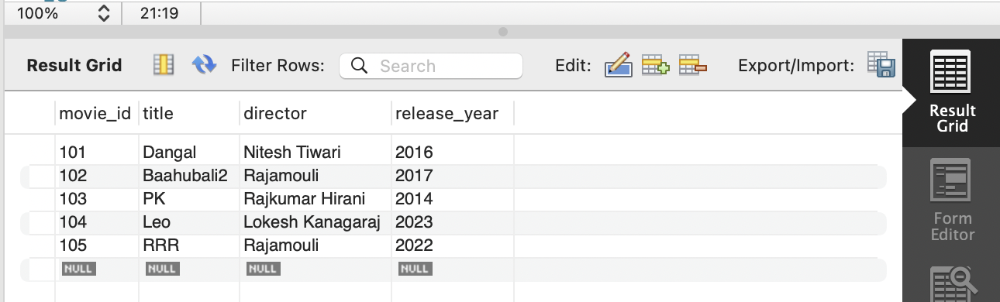 100% 21:19
Result Grid Filter Rows: Search Edit: Export/Import:
movie_id title director release_year
101 Dangal Nitesh Tiwari 2016
102 Baahubali2 Rajamouli 2017
103 PK Rajkumar Hirani 2014
104 Leo Lokesh Kanagaraj 2023
105 RRR Rajamouli 2022
NULL NULL NULL NULL
Result
Grid
Form
Editor